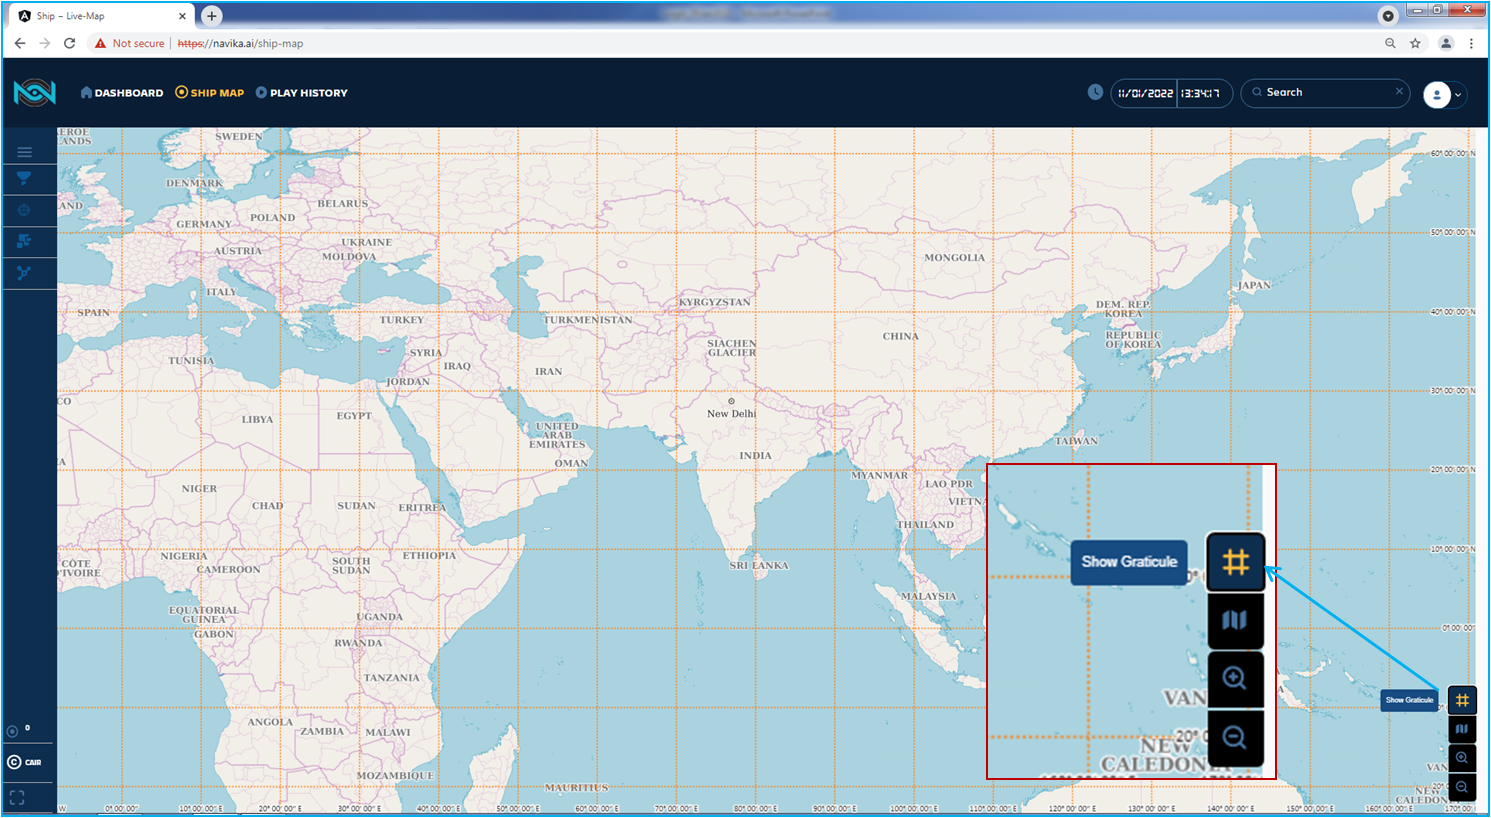 Ship – Live-Map
Not secure
https://navika.ai/ship-map
DASHBOARD
SHIP MAP
PLAY HISTORY
11/01/2022
13:34:17
Search
SWEDEN
DENMARK
BELARUS
POLAND
GERMANY
UKRAINE
MOLDOVA
AUSTRIA
MONGOLIA
JAPAN
ITALY
SPAIN
KYRGYZSTAN
DEM. REP.
KOREA
TURKEY
TURKMENISTAN
CHINA
REPUBLIC
OF KOREA
SIACHEN
GLACIER
SYRIA
TUNISIA
IRAQ
IRAN
JORDAN
New Delhi
EGYPT
LIBYA
UNITED
ARAB
EMIRATES
OMAN
INDIA
TAIWAN
MYANMAR
LAO PDR
NIGER
CHAD
SUDAN
ERITREA
VIETNA
THAILAND
NIGERIA
CÔTE
D'IVOIRE
CAMEROON
SOUTH
SUDAN
ETHIOPIA
SRI LANKA
MALAYSIA
EQUATORIAL
GUINEA
GABON
UGANDA
RWANDA
TANZANIA
ANGOLA
ZAMBIA
MALAWI
MOZAMBIQUE
MAURITIUS
60° 00' 00" N
50° 00' 00" N
40° 00' 00" N
30° 00' 00" N
20° 00' 00" N
10° 00' 00" N
0° 00' 00"
Show Graticule
VAN
20°
NEW
CALEDONIA
Show Graticule
VAN
20°
NEW
CALEDON
0
CAIR
W
0° 00' 00"
10° 00' 00" E
20° 00' 00" E
30° 00' 00" E
40° 00' 00" E
50° 00' 00" E
60° 00' 00" E
70° 00' 00" E
80° 00' 00" E
90° 00' 00" E
100° 00' 00" E
110° 00' 00" E
120° 00' 00" E
130° 00' 00" E
140° 00' 00" E
150° 00' 00" E
160° 00' 00" E
170° 00'